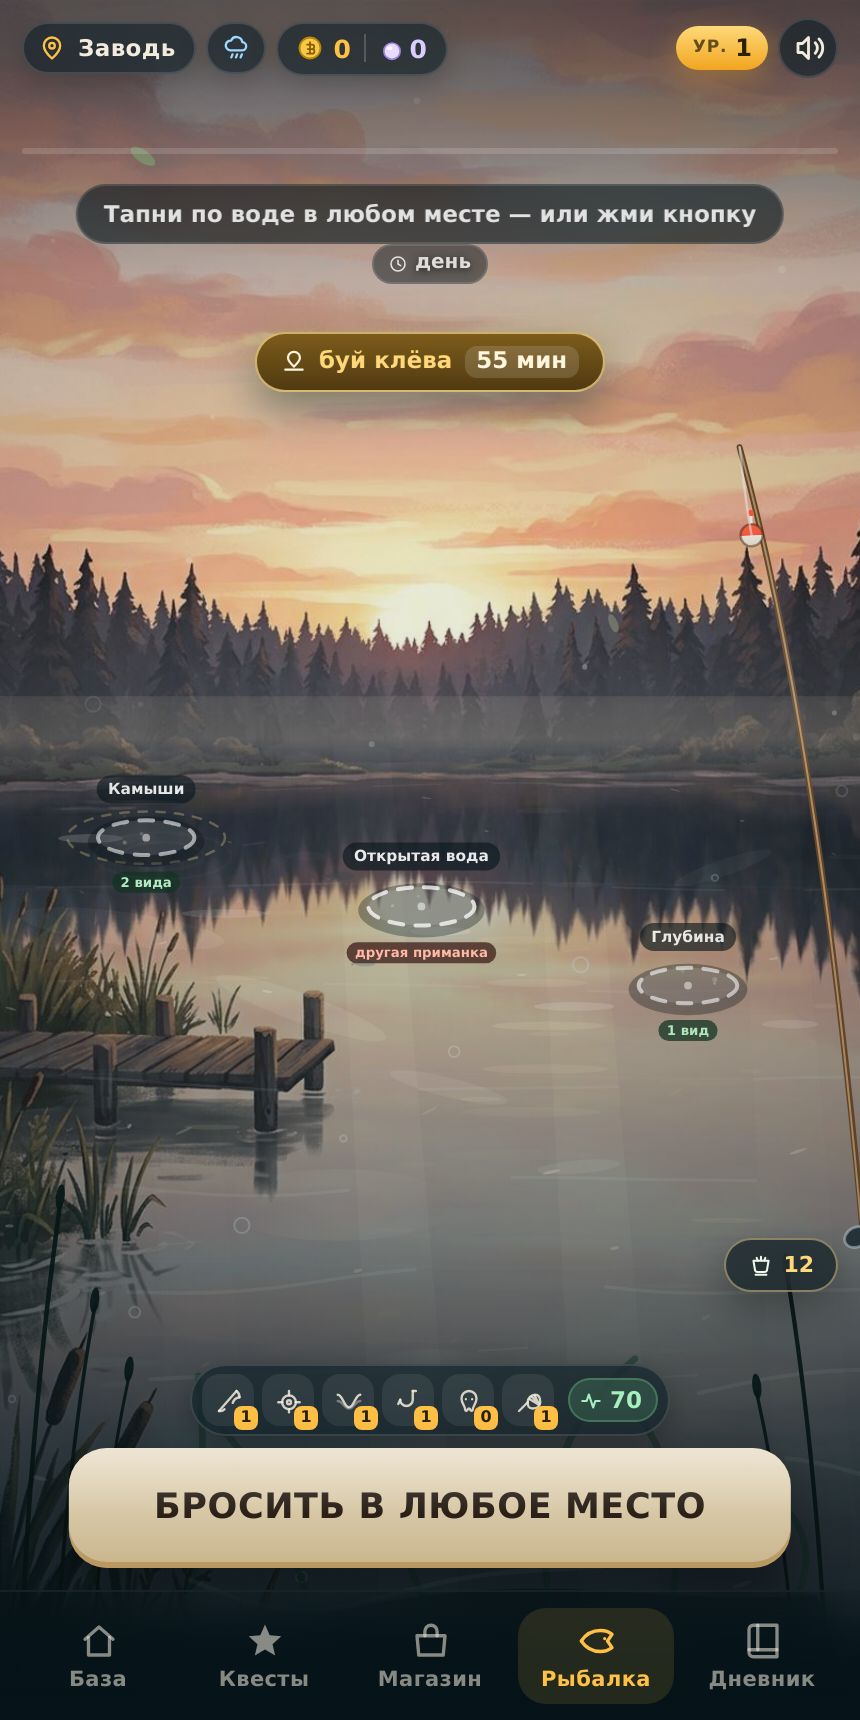 Заводь
0
0
УР. 1
Тапни по воде в любом месте — или жми кнопку
день
буй клёва 55 мин
Камыши
2 вида
Открытая вода
другая приманка
Глубина
1 вид
12
1
1
1
1
0
1
70
БРОСИТЬ В ЛЮБОЕ МЕСТО
База
Квесты
Магазин
Рыбалка
Дневник